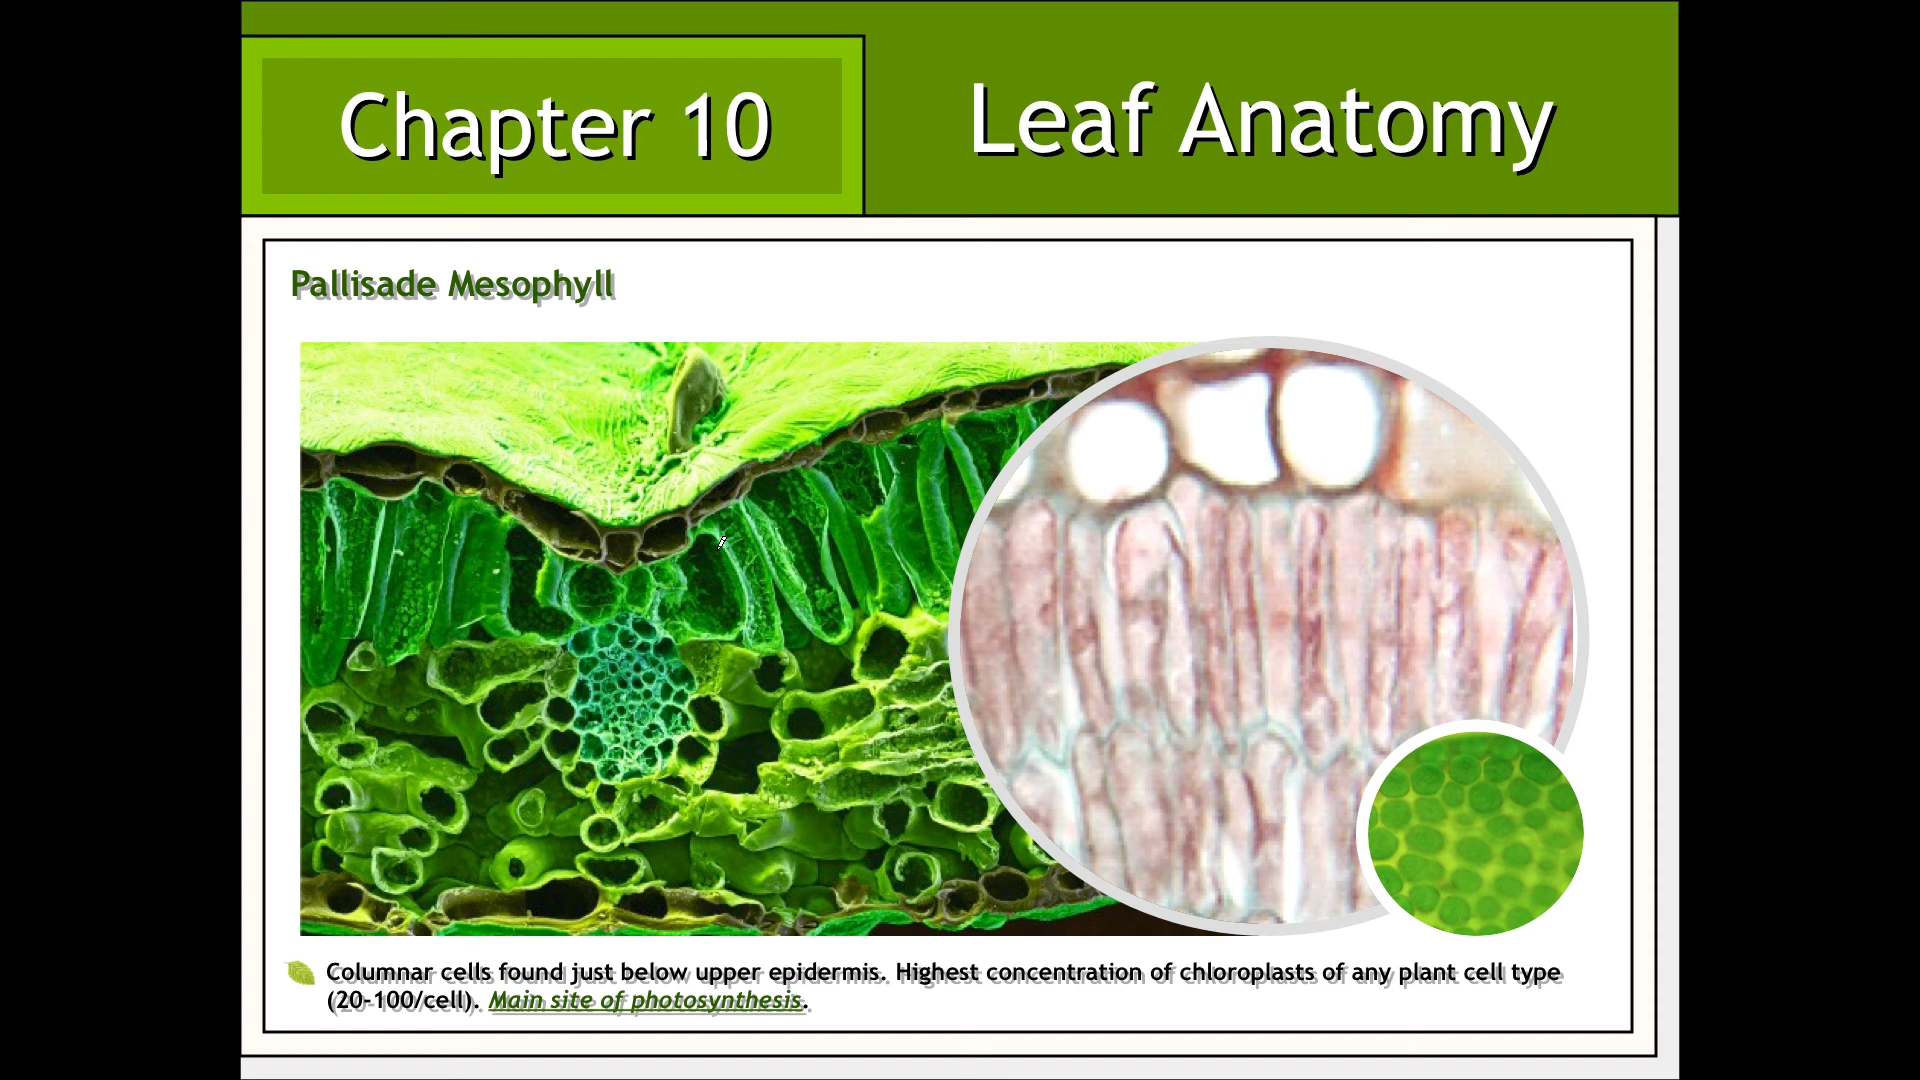 Chapter 10
Leaf Anatomy
Pallisade Mesophyll
Columnar cells found just below upper epidermis. Highest concentration of chloroplasts of any plant cell type
(20-100/cell). Main site of photosynthesis.